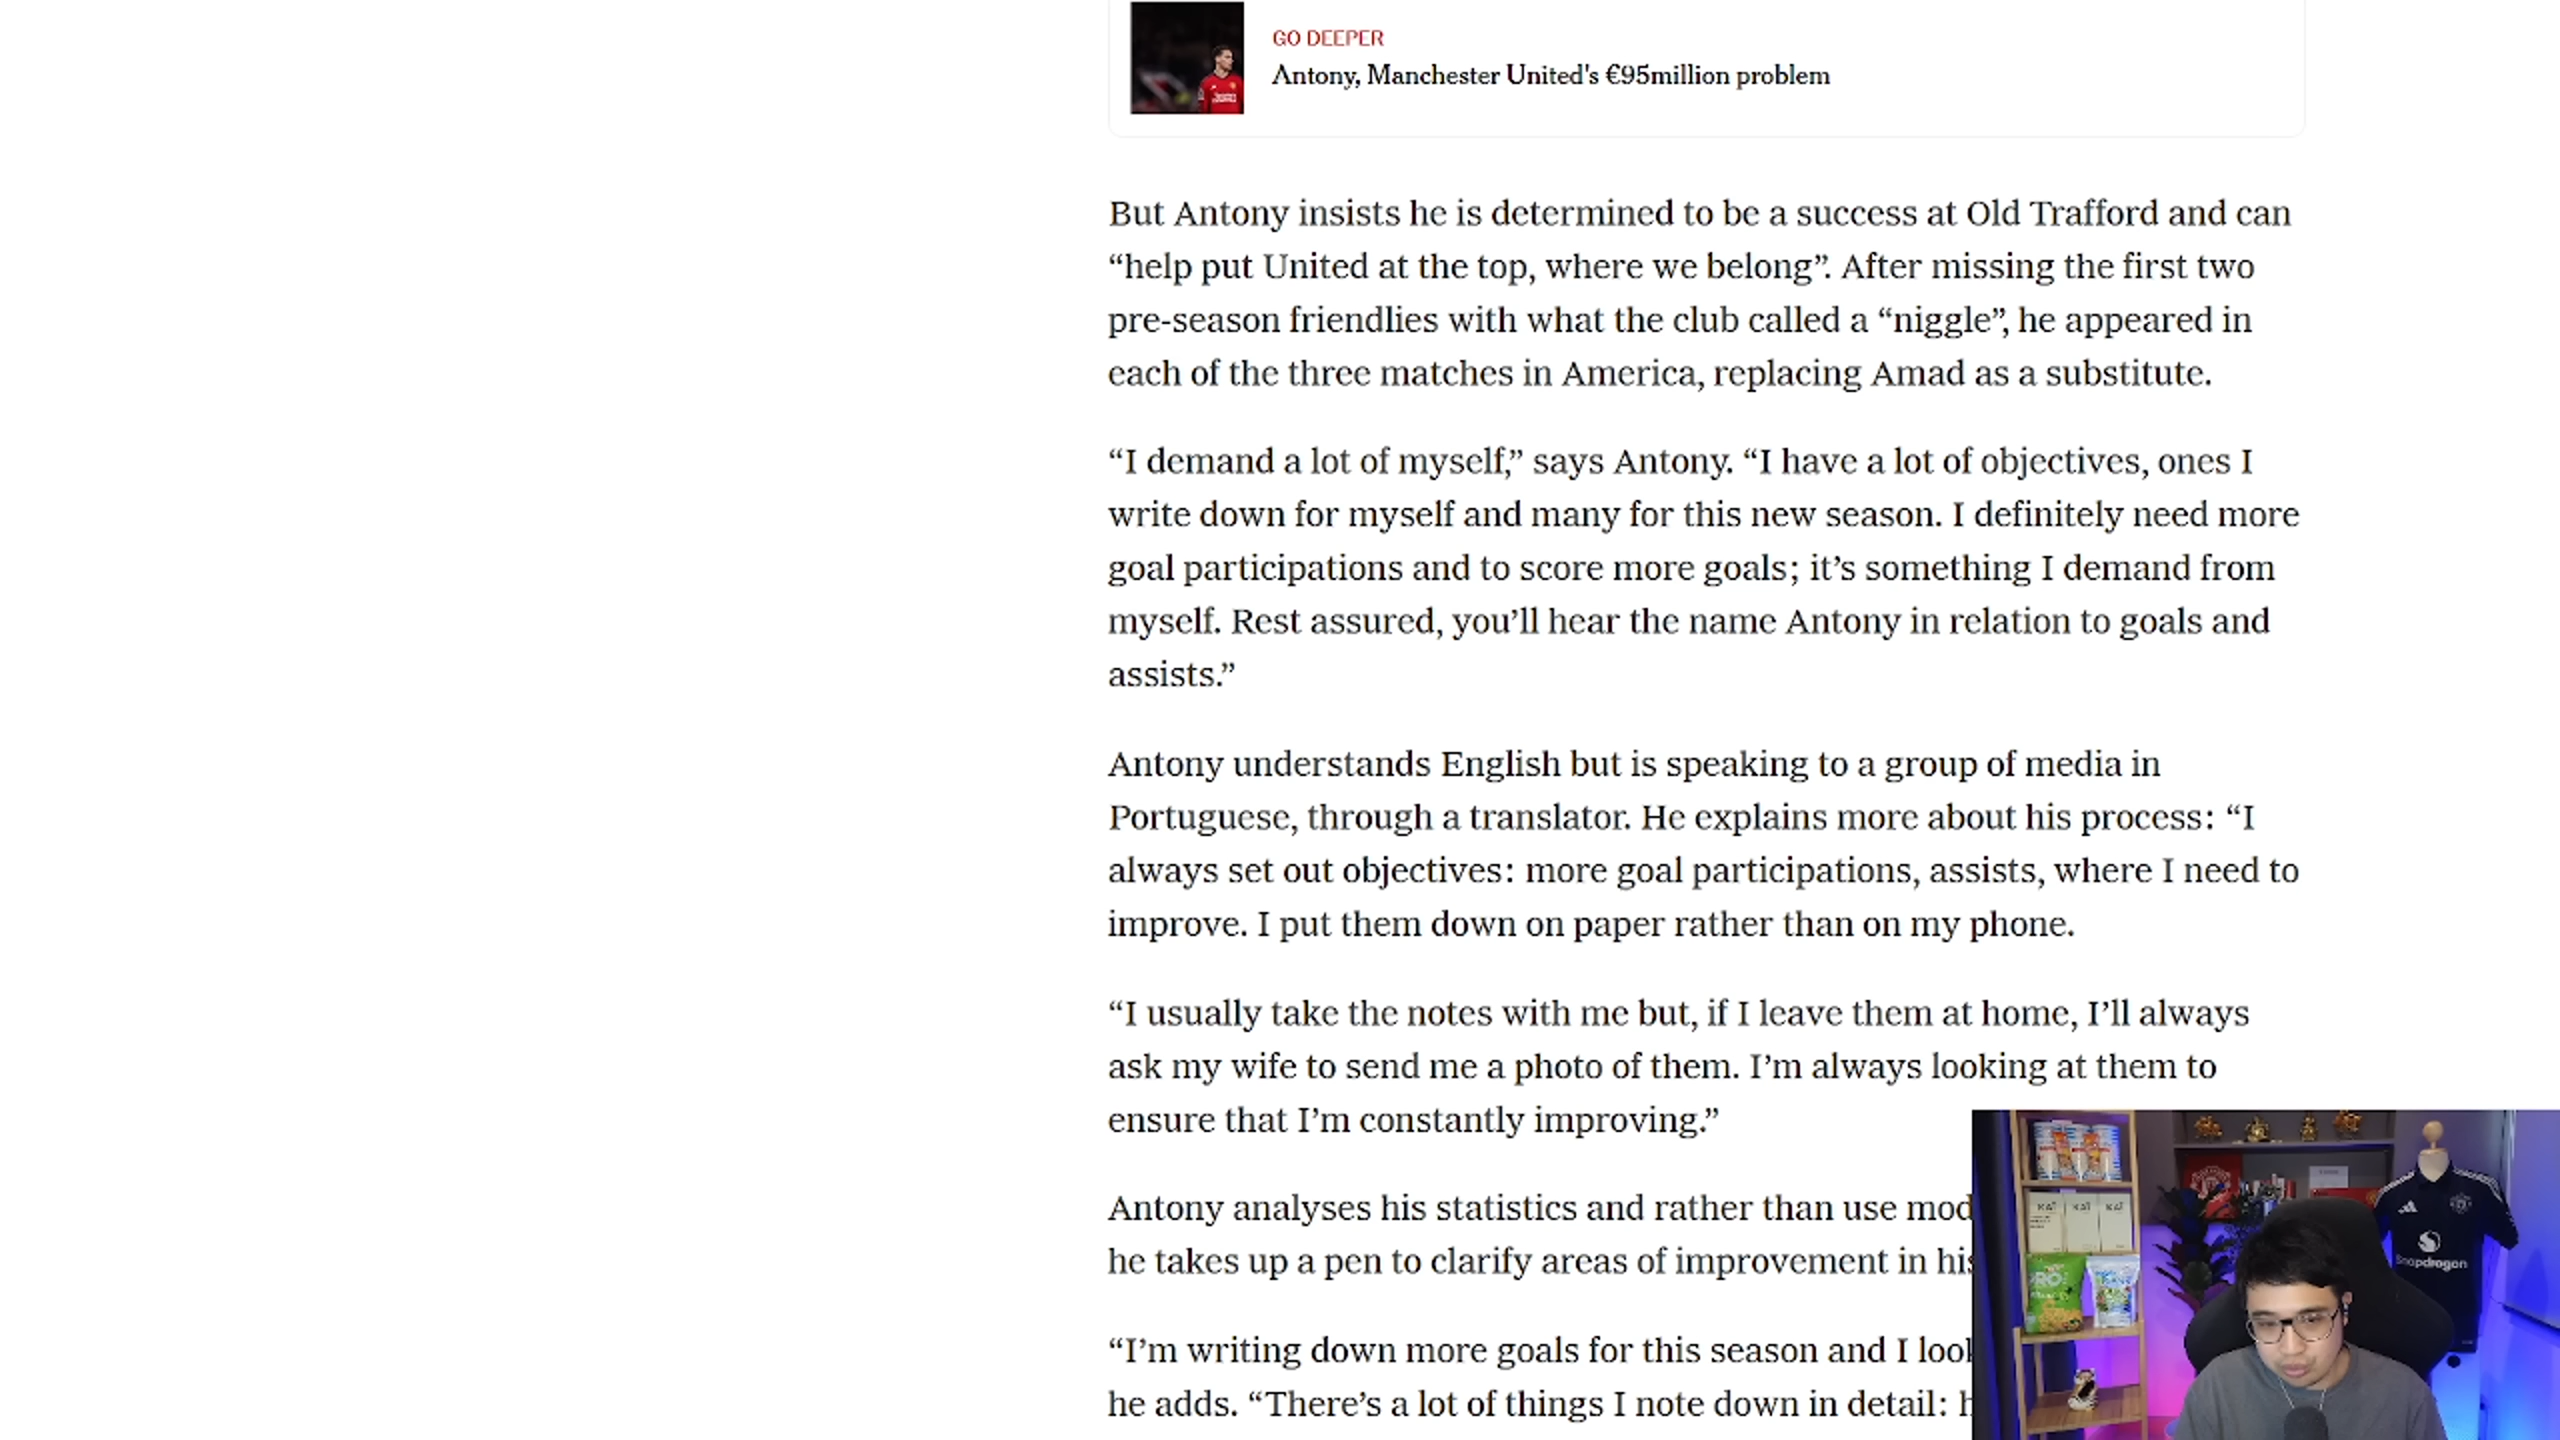 GO DEEPER
Antony, Manchester United's €95million problem
But Antony insists he is determined to be a success at Old Trafford and can
“help put United at the top, where we belong”. After missing the first two
pre-season friendlies with what the club called a “niggle”, he appeared in
each of the three matches in America, replacing Amad as a substitute.
“I demand a lot of myself,” says Antony. “I have a lot of objectives, ones I
write down for myself and many for this new season. I definitely need more
goal participations and to score more goals; it’s something I demand from
myself. Rest assured, you’ll hear the name Antony in relation to goals and
assists.”
Antony understands English but is speaking to a group of media in
Portuguese, through a translator. He explains more about his process: “I
always set out objectives: more goal participations, assists, where I need to
improve. I put them down on paper rather than on my phone.
“I usually take the notes with me but, if I leave them at home, I’ll always
ask my wife to send me a photo of them. I’m always looking at them to
ensure that I’m constantly improving.”
Antony analyses his statistics and rather than use mod
he takes up a pen to clarify areas of improvement in his
“I’m writing down more goals for this season and I look
he adds. “There’s a lot of things I note down in detail: h
KAI KAI KAI
Snapdragon